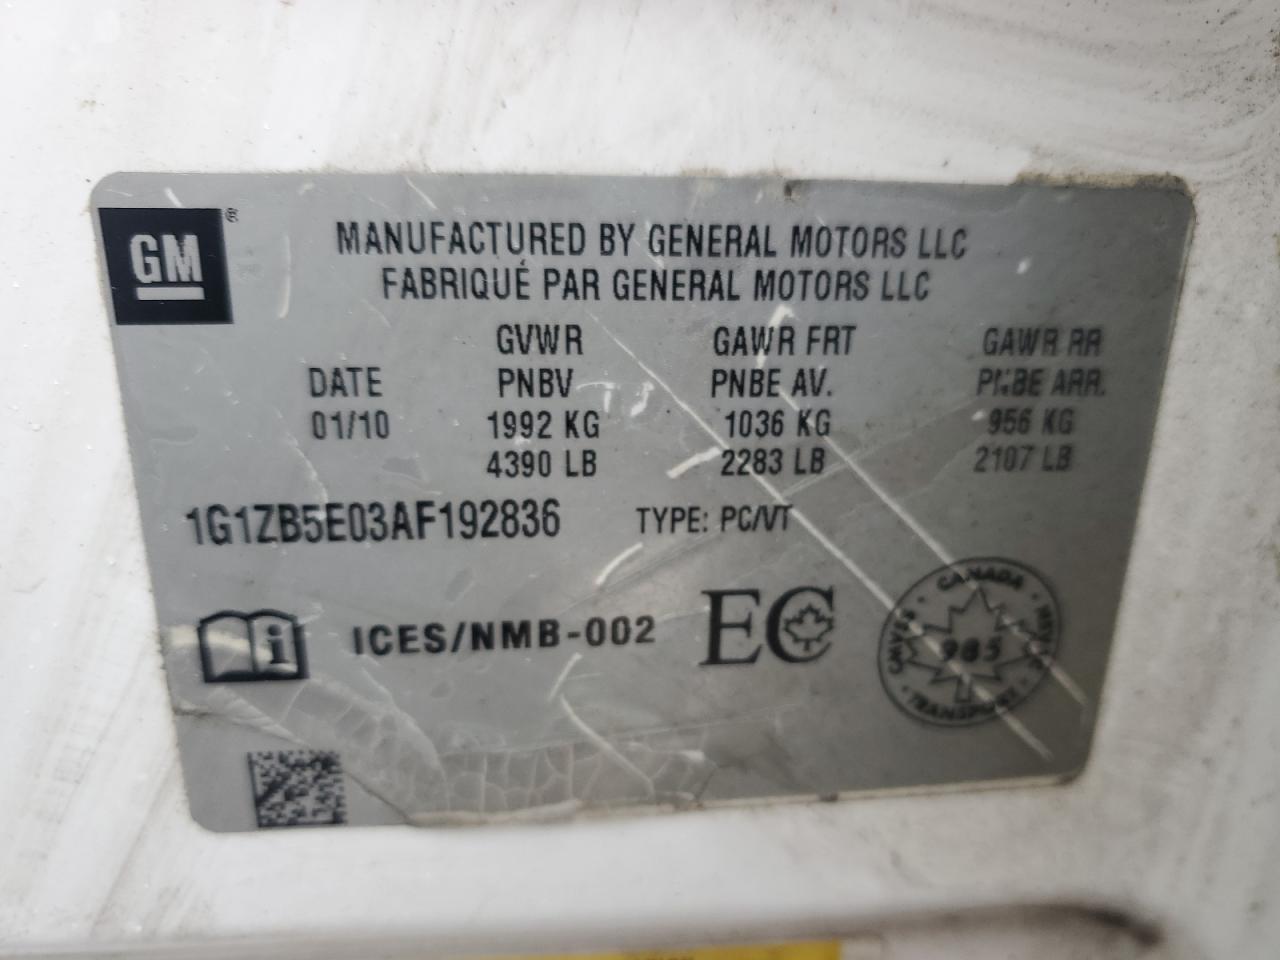 GM ®
MANUFACTURED BY GENERAL MOTORS LLC
FABRIQUÉ PAR GENERAL MOTORS LLC
GVWR GAWR FRT GAWR RR
DATE PNBV PNBE AV. PNBE ARR.
01/10 1992 KG 1036 KG 956 KG
4390 LB 2283 LB 2107 LB
1G1ZB5E03AF192836 TYPE: PC/VT
i ICES/NMB-002 EC
CANADA
CMVSS
985
TRANSPORT